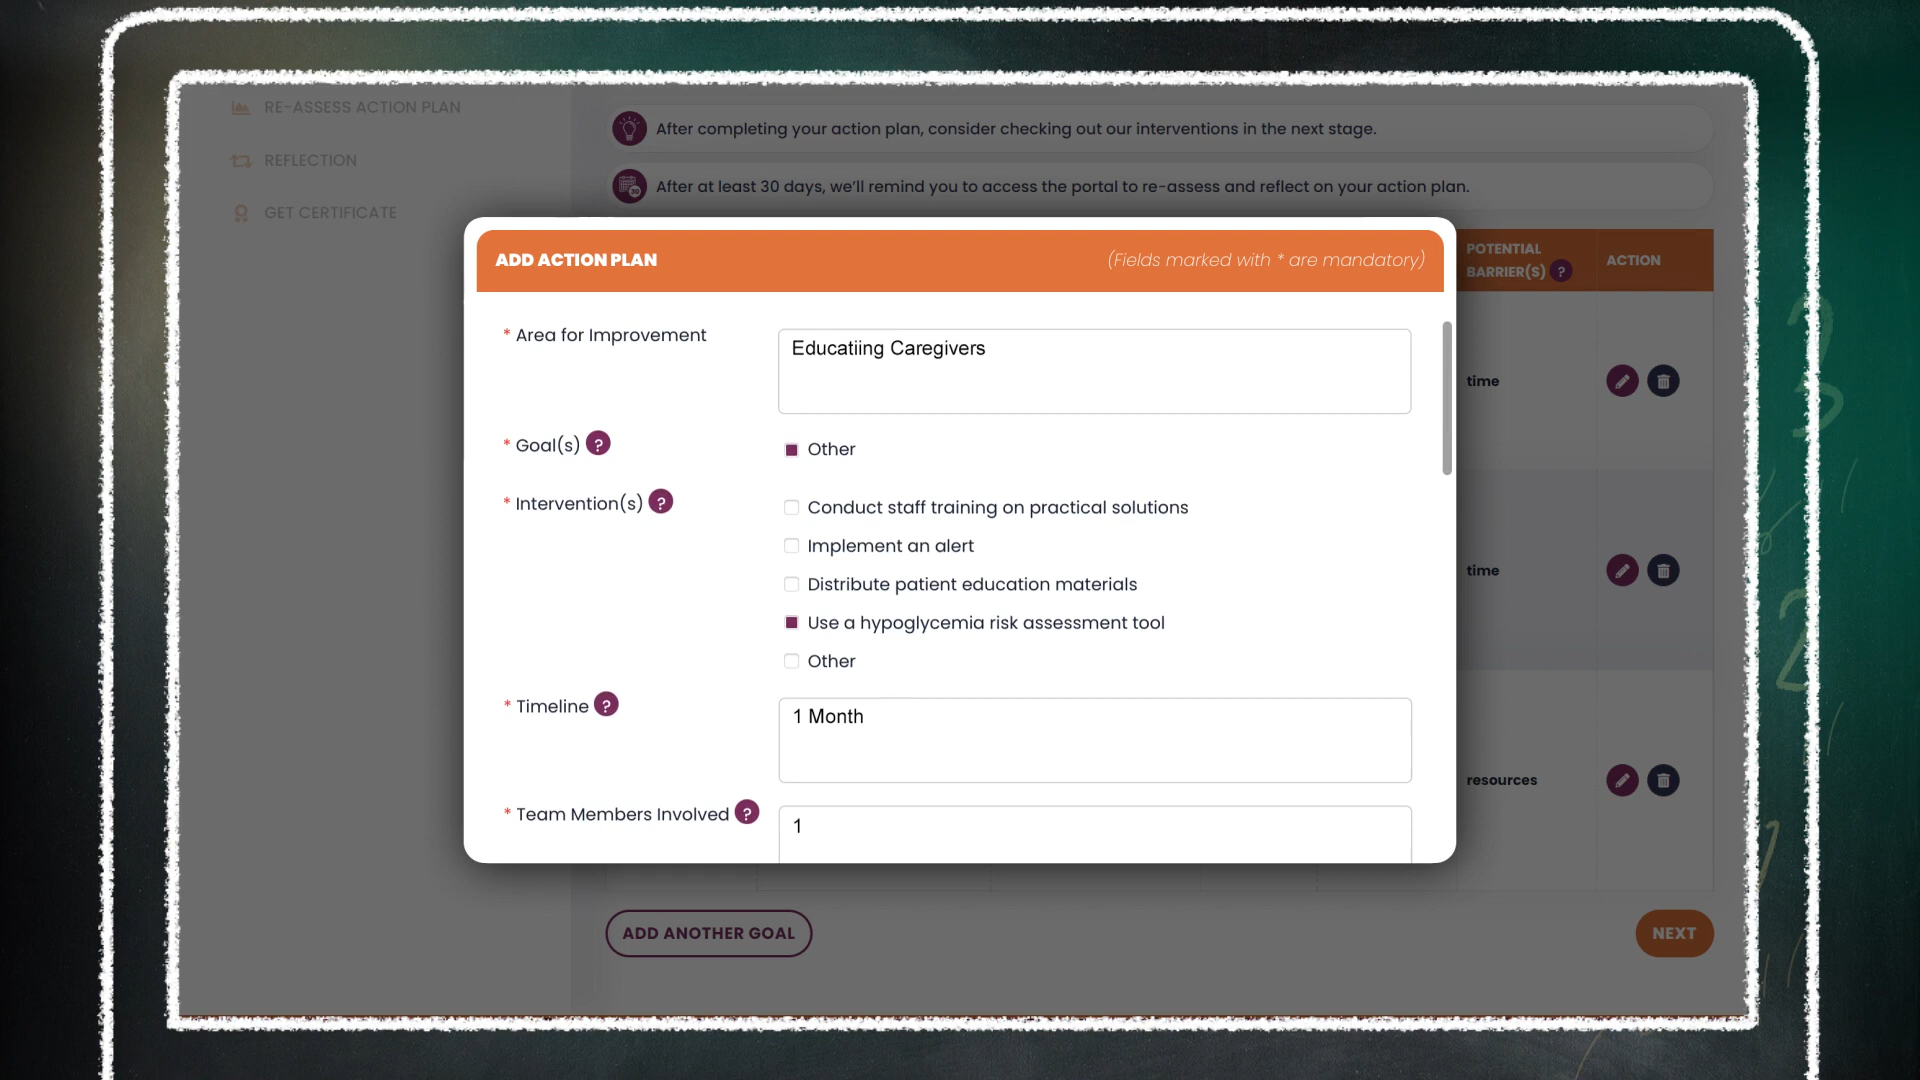 RE-ASSESS ACTION PLAN
REFLECTION
GET CERTIFICATE
After completing your action plan, consider checking out our interventions in the next stage.
After at least 30 days, we'll remind you to access the portal to re-assess and reflect on your action plan.
POTENTIAL
BARRIER(S) ?
ACTION
time
time
resources
ADD ACTION PLAN
(Fields marked with * are mandatory)
* Area for Improvement
Educatiing Caregivers
* Goal(s) ?
Other
* Intervention(s) ?
Conduct staff training on practical solutions
Implement an alert
Distribute patient education materials
Use a hypoglycemia risk assessment tool
Other
* Timeline ?
1 Month
* Team Members Involved ?
1
ADD ANOTHER GOAL
NEXT